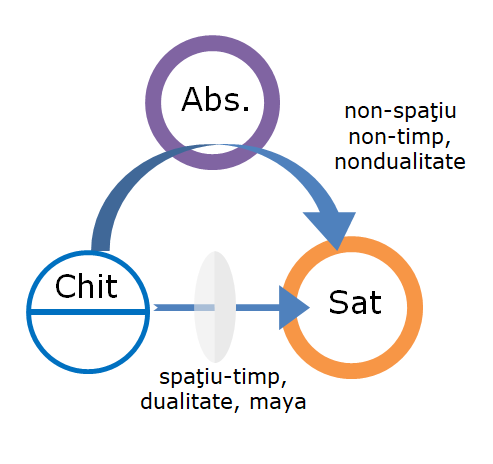 Abs.
non-spaţiu
non-timp,
nondualitate
Chit
Sat
spaţiu-timp,
dualitate, maya